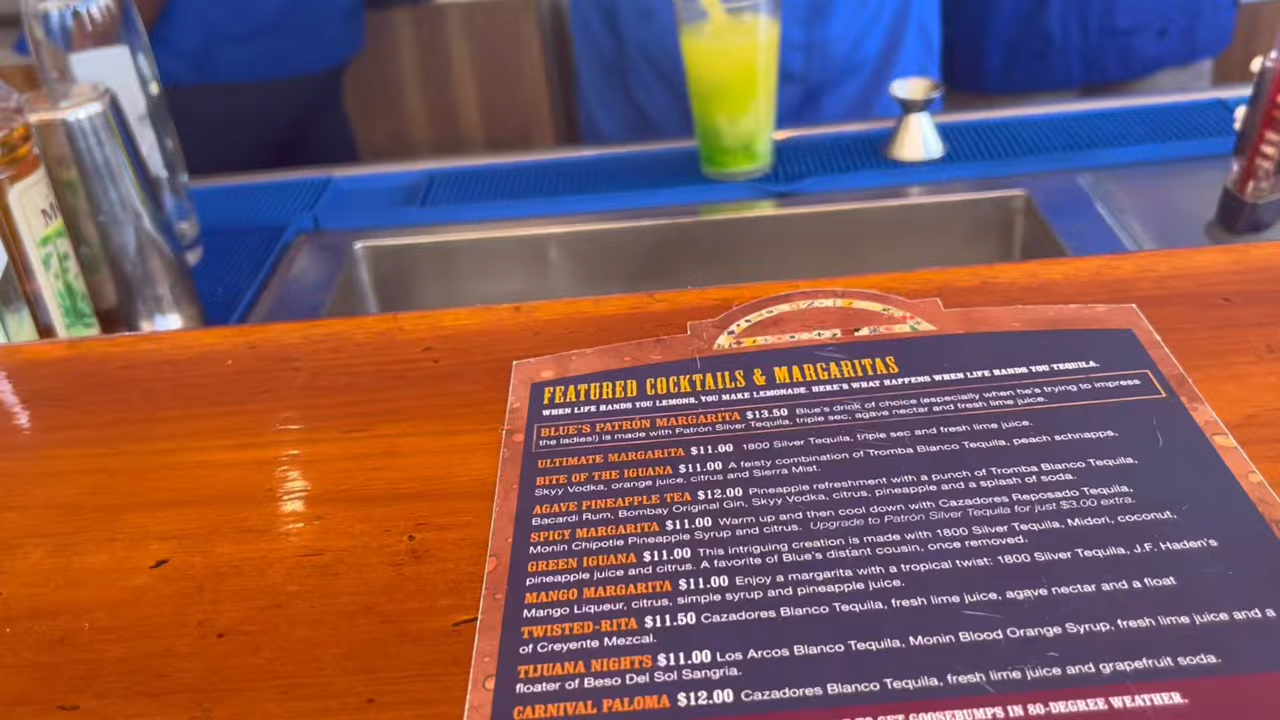 FEATURED COCKTAILS & MARGARITAS
WHEN LIFE HANDS YOU LEMONS, YOU MAKE LEMONADE. HERE'S WHAT HAPPENS WHEN LIFE HANDS YOU TEQUILA.
BLUE'S PATRÓN MARGARITA $13.50 Blue's drink of choice (especially when he's trying to impress
the ladies!) is made with Patrón Silver Tequila, triple sec, agave nectar and fresh lime juice.
ULTIMATE MARGARITA $11.00 1800 Silver Tequila, triple sec and fresh lime juice.
BITE OF THE IGUANA $11.00 A feisty combination of Tromba Blanco Tequila, peach schnapps,
Skyy Vodka, orange juice, citrus and Sierra Mist.
AGAVE PINEAPPLE TEA $12.00 Pineapple refreshment with a punch of Tromba Blanco Tequila,
Bacardi Rum, Bombay Original Gin, Skyy Vodka, citrus, pineapple and a splash of soda.
SPICY MARGARITA $11.00 Warm up and then cool down with Cazadores Reposado Tequila,
Monin Chipotle Pineapple Syrup and citrus. Upgrade to Patrón Silver Tequila for just $3.00 extra.
GREEN IGUANA $11.00 This intriguing creation is made with 1800 Silver Tequila, Midori, coconut,
pineapple juice and citrus. A favorite of Blue's distant cousin, once removed.
MANGO MARGARITA $11.00 Enjoy a margarita with a tropical twist: 1800 Silver Tequila, J.F. Haden's
Mango Liqueur, citrus, simple syrup and pineapple juice.
TWISTED-RITA $11.50 Cazadores Blanco Tequila, fresh lime juice, agave nectar and a float
of Creyente Mezcal.
TIJUANA NIGHTS $11.00 Los Arcos Blanco Tequila, Monin Blood Orange Syrup, fresh lime juice and a
floater of Beso Del Sol Sangria.
CARNIVAL PALOMA $12.00 Cazadores Blanco Tequila, fresh lime juice and grapefruit soda.
TO GET GOOSEBUMPS IN 80-DEGREE WEATHER.